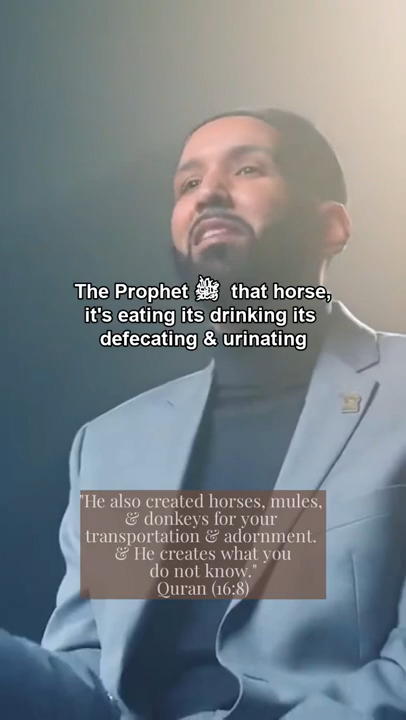 The Prophet ﷺ that horse,
it's eating its drinking its
defecating & urinating
"He also created horses, mules,
& donkeys for your
transportation & adornment.
& He creates what you
do not know."
Quran (16:8)